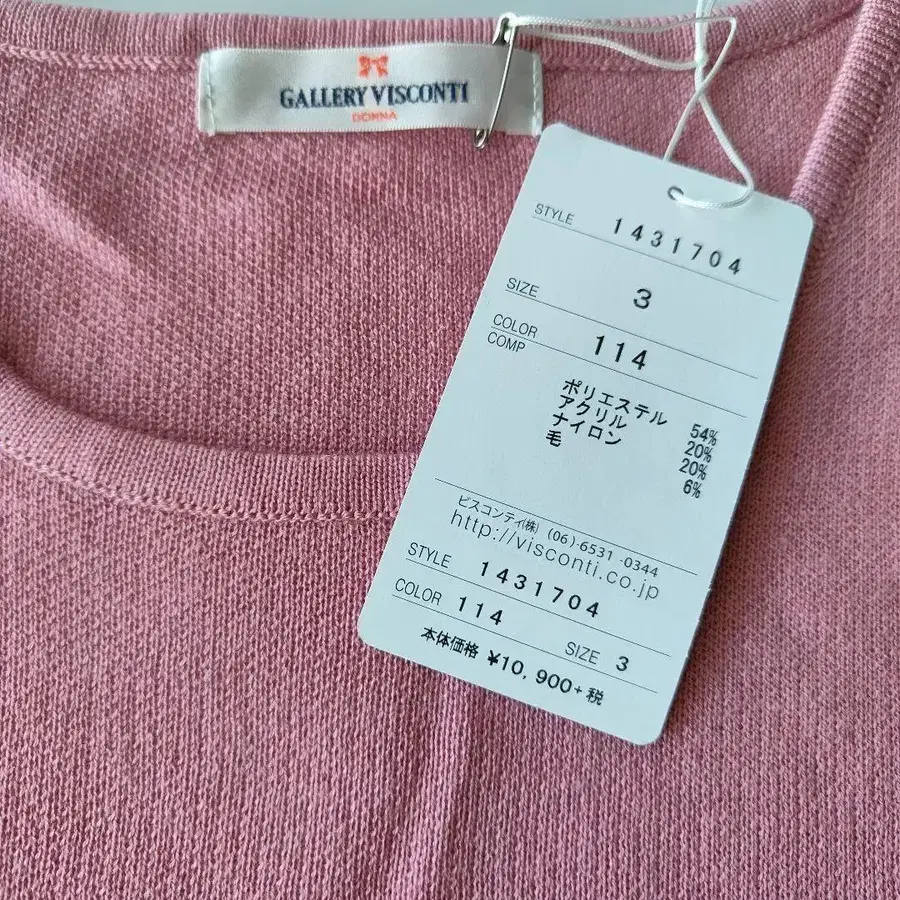 GALLERY VISCONTI
DONNA
STYLE 1431704
SIZE 3
COLOR 114
COMP
ポリエステル 54%
アクリル 20%
ナイロン 20%
毛 6%
ビスコンティ(株) (06)-6531-0344
http://visconti.co.jp
STYLE 1431704
COLOR 114 SIZE 3
本体価格 ¥10,900+税